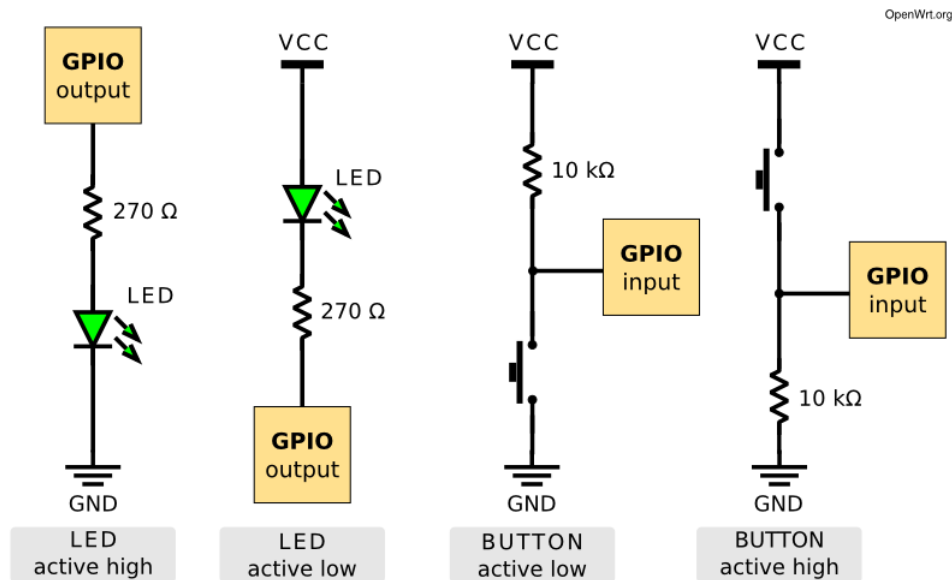 OpenWrt.org
GPIO
output
270 Ω
LED
GND
LED
active high
VCC
LED
270 Ω
GPIO
output
LED
active low
VCC
10 kΩ
GPIO
input
GND
BUTTON
active low
VCC
GPIO
input
10 kΩ
GND
BUTTON
active high